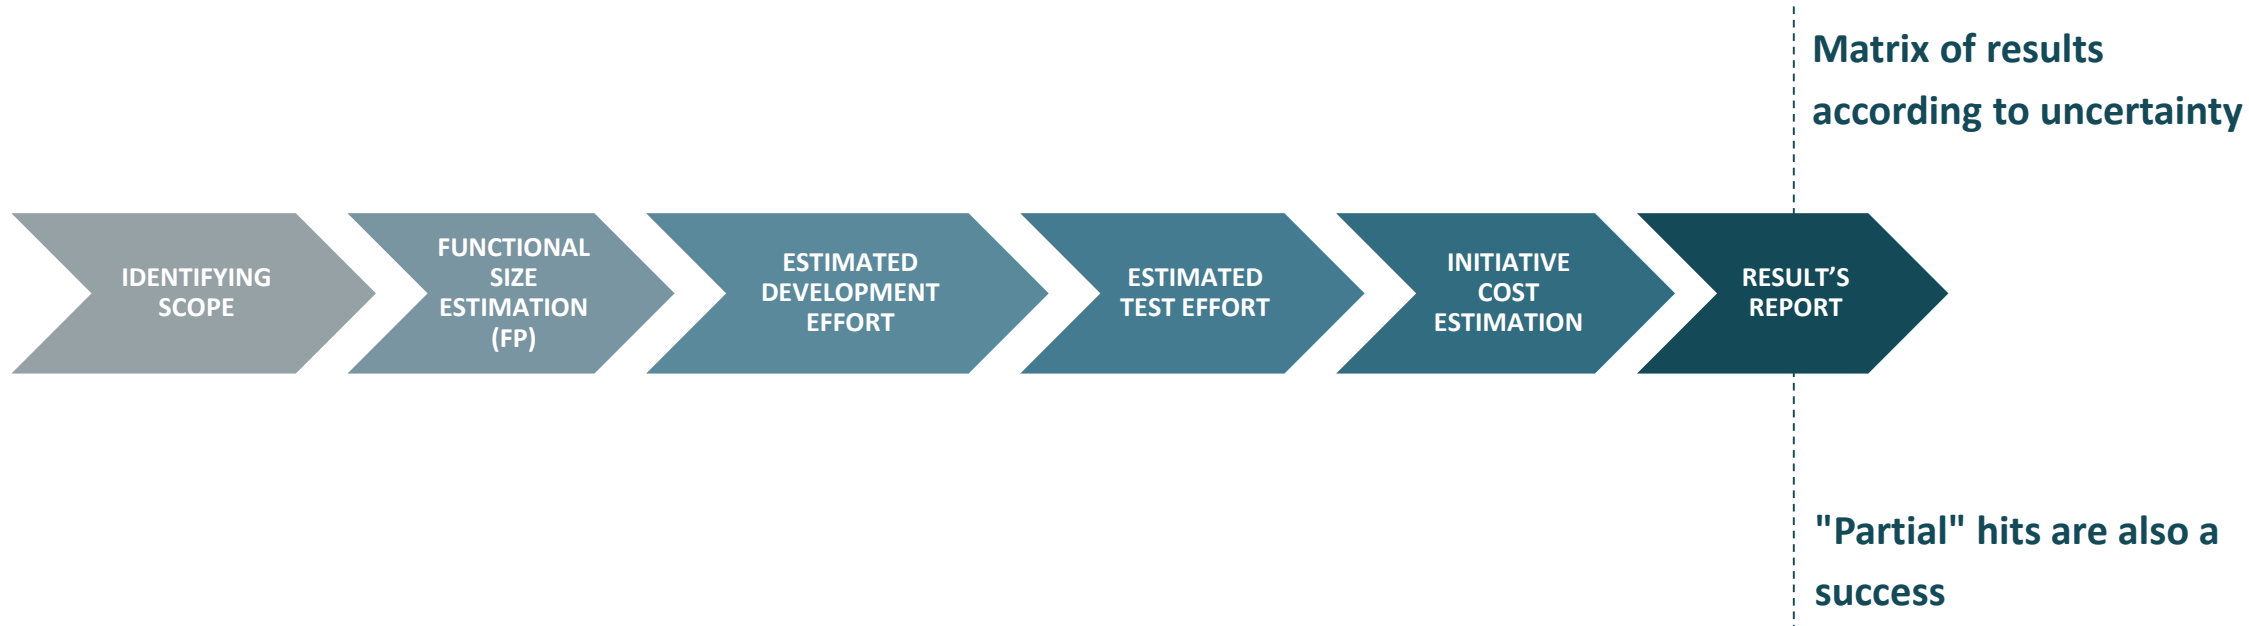 Matrix of results
according to uncertainty
IDENTIFYING
SCOPE
FUNCTIONAL
SIZE
ESTIMATION
(FP)
ESTIMATED
DEVELOPMENT
EFFORT
ESTIMATED
TEST EFFORT
INITIATIVE
COST
ESTIMATION
RESULT’S
REPORT
"Partial" hits are also a
success